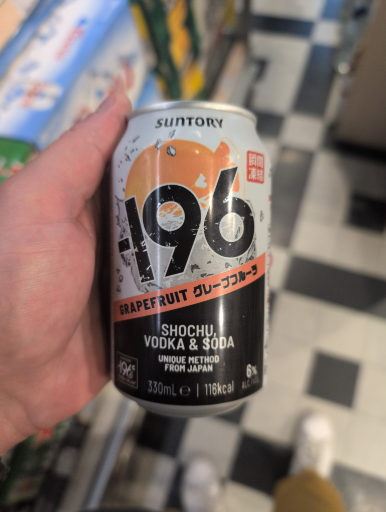 SUNTORY
瞬間
凍結
-196
GRAPEFRUIT グレープフルーツ
SHOCHU,
VODKA & SODA
UNIQUE METHOD
FROM JAPAN
-196°C
330mL ℮ | 116kcal
6%
ALC./VOL.